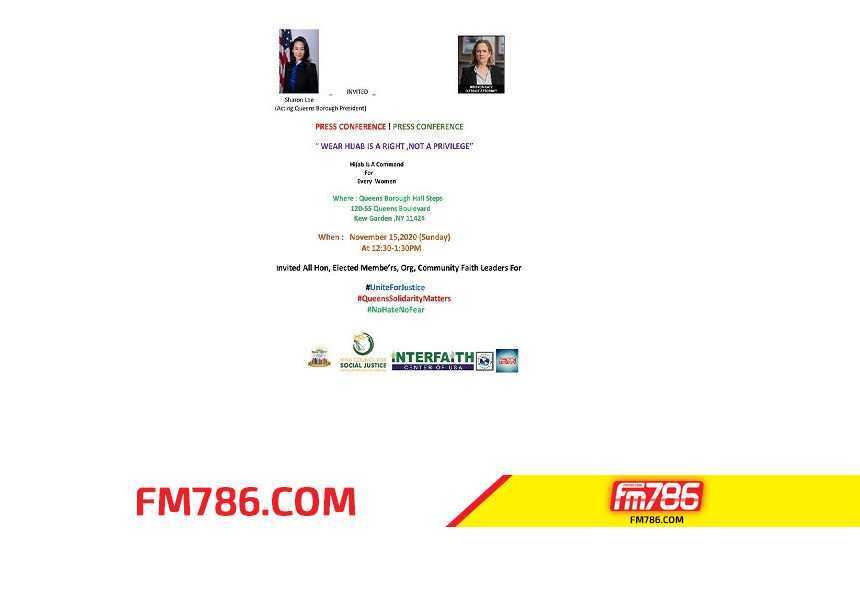 _ INVITED _
Sharon Lee
(Acting Queens Borough President)
DISTRICT ATTORNEY
PRESS CONFERENCE ! PRESS CONFERENCE
" WEAR HIJAB IS A RIGHT ,NOT A PRIVILEGE"
Hijab Is A Command
For
Every Women
Where : Queens Borough Hall Steps
120-55 Queens Boulevard
Kew Garden ,NY 11424
When : November 15,2020 (Sunday)
At 12:30-1:30PM
Invited All Hon, Elected Membe'rs, Org, Community Faith Leaders For
#UniteForJustice
#QueensSolidarityMatters
#NoHateNoFear
COUNCIL FOR
SOCIAL JUSTICE
INTERFAITH
CENTER OF USA
fm786
FM786.COM
fm786
FM786.COM